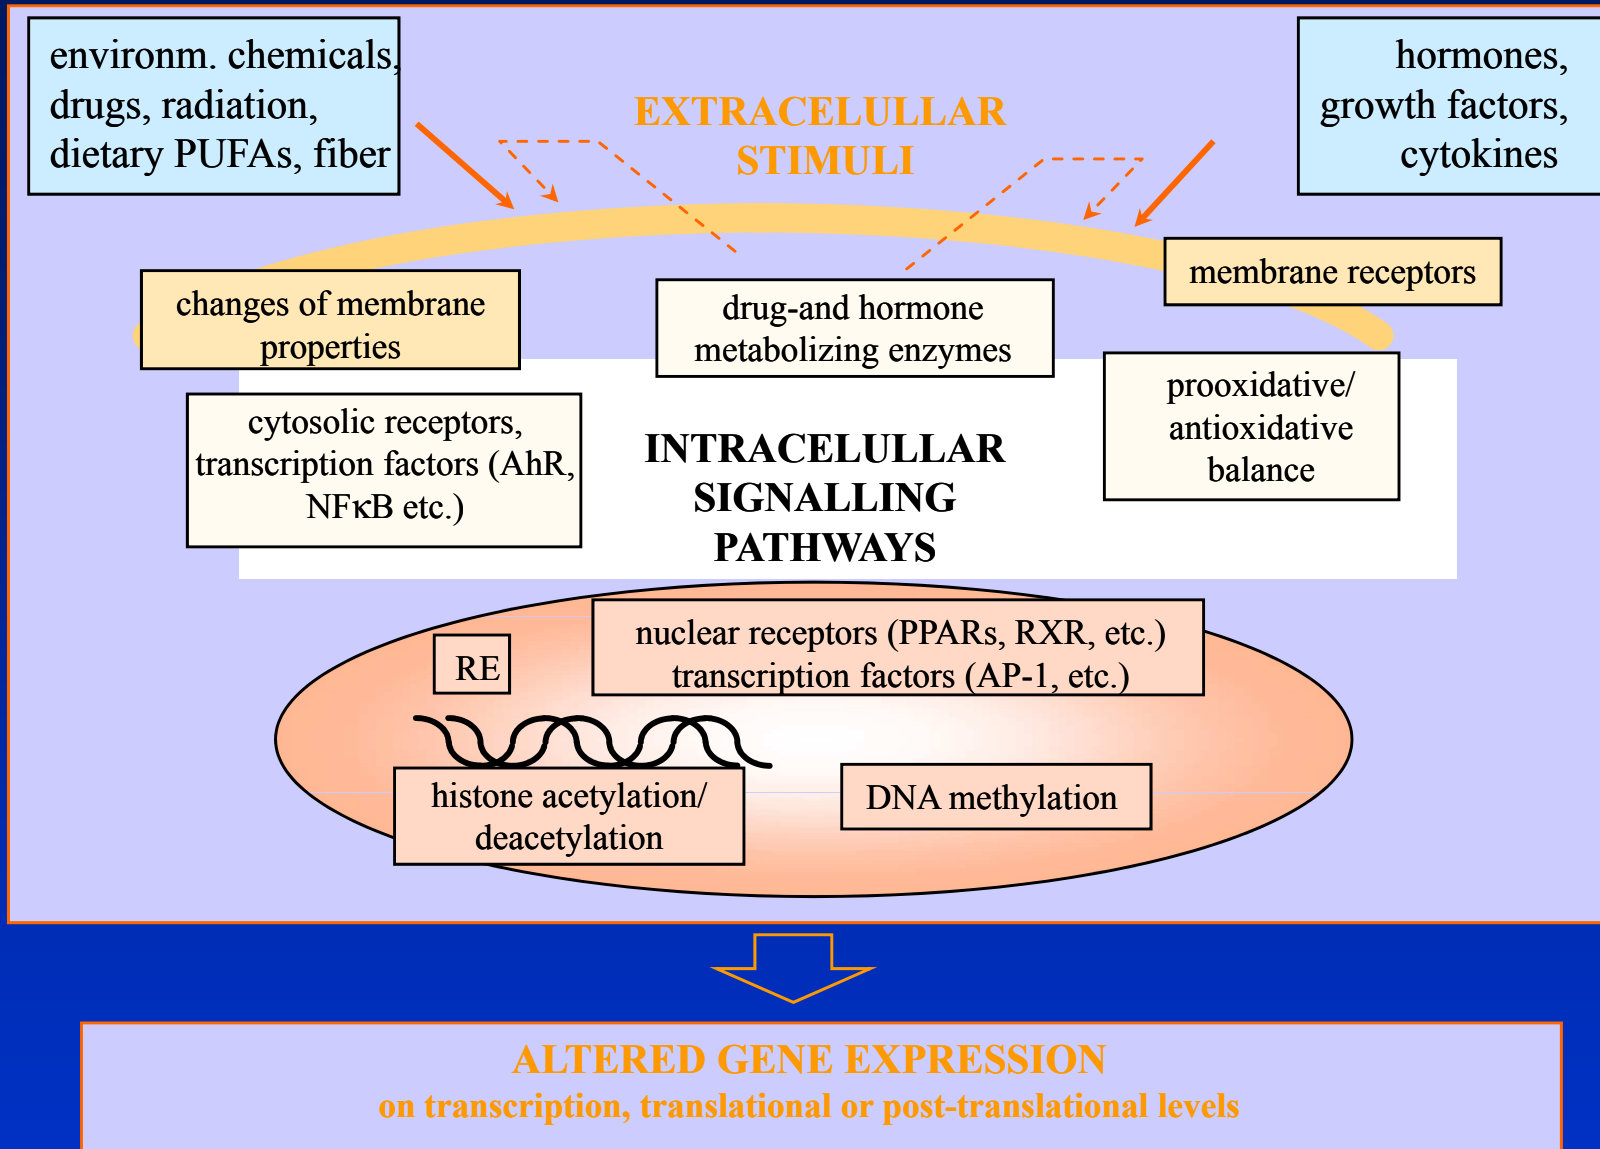 environm. chemicals,
drugs, radiation,
dietary PUFAs, fiber
hormones,
growth factors,
cytokines
EXTRACELULLAR
STIMULI
changes of membrane
properties
drug-and hormone
metabolizing enzymes
membrane receptors
cytosolic receptors,
transcription factors (AhR,
NFκB etc.)
INTRACELULLAR
SIGNALLING
PATHWAYS
prooxidative/
antioxidative
balance
RE
nuclear receptors (PPARs, RXR, etc.)
transcription factors (AP-1, etc.)
histone acetylation/
deacetylation
DNA methylation
ALTERED GENE EXPRESSION
on transcription, translational or post-translational levels